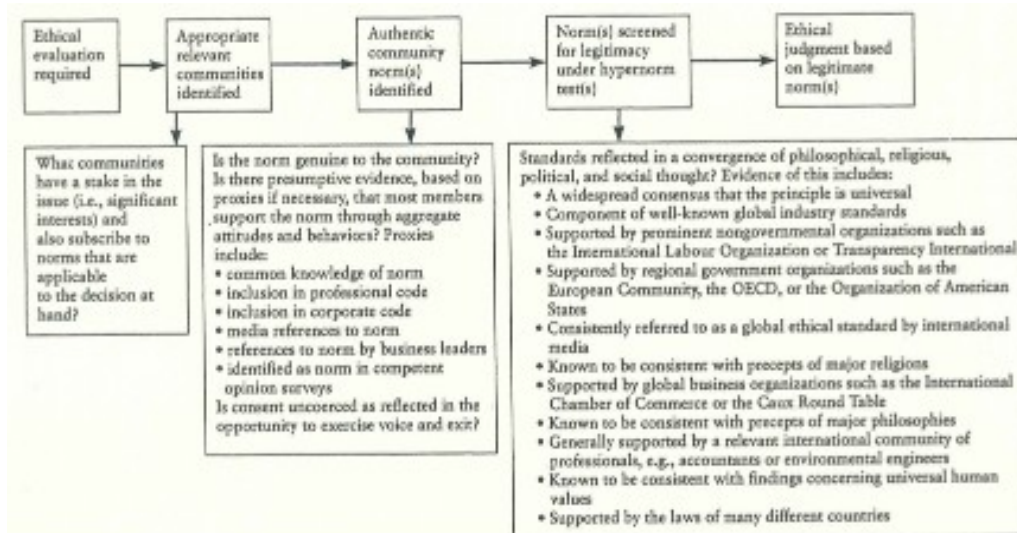 Ethical
evaluation
required
Appropriate
relevant
communities
identified
Authentic
community
norm(s)
identified
Norm(s) screened
for legitimacy
under hypernorm
test(s)
Ethical
judgment based
on legitimate
norm(s)
What communities
have a stake in the
issue (i.e., significant
interests) and
also subscribe to
norms that are
applicable
to the decision at
hand?
Is the norm genuine to the community?
Is there presumptive evidence, based on
proxies if necessary, that most members
support the norm through aggregate
attitudes and behaviors? Proxies
include:
• common knowledge of norm
• inclusion in professional code
• inclusion in corporate code
• media references to norm
• references to norm by business leaders
• identified as norm in competent
opinion surveys
Is consent uncoerced as reflected in the
opportunity to exercise voice and exit?
Standards reflected in a convergence of philosophical, religious,
political, and social thought? Evidence of this includes:
• A widespread consensus that the principle is universal
• Component of well-known global industry standards
• Supported by prominent nongovernmental organizations such as
the International Labour Organization or Transparency International
• Supported by regional government organizations such as the
European Community, the OECD, or the Organization of American
States
• Consistently referred to as a global ethical standard by international
media
• Known to be consistent with precepts of major religions
• Supported by global business organizations such as the International
Chamber of Commerce or the Caux Round Table
• Known to be consistent with precepts of major philosophies
• Generally supported by a relevant international community of
professionals, e.g., accountants or environmental engineers
• Known to be consistent with findings concerning universal human
values
• Supported by the laws of many different countries